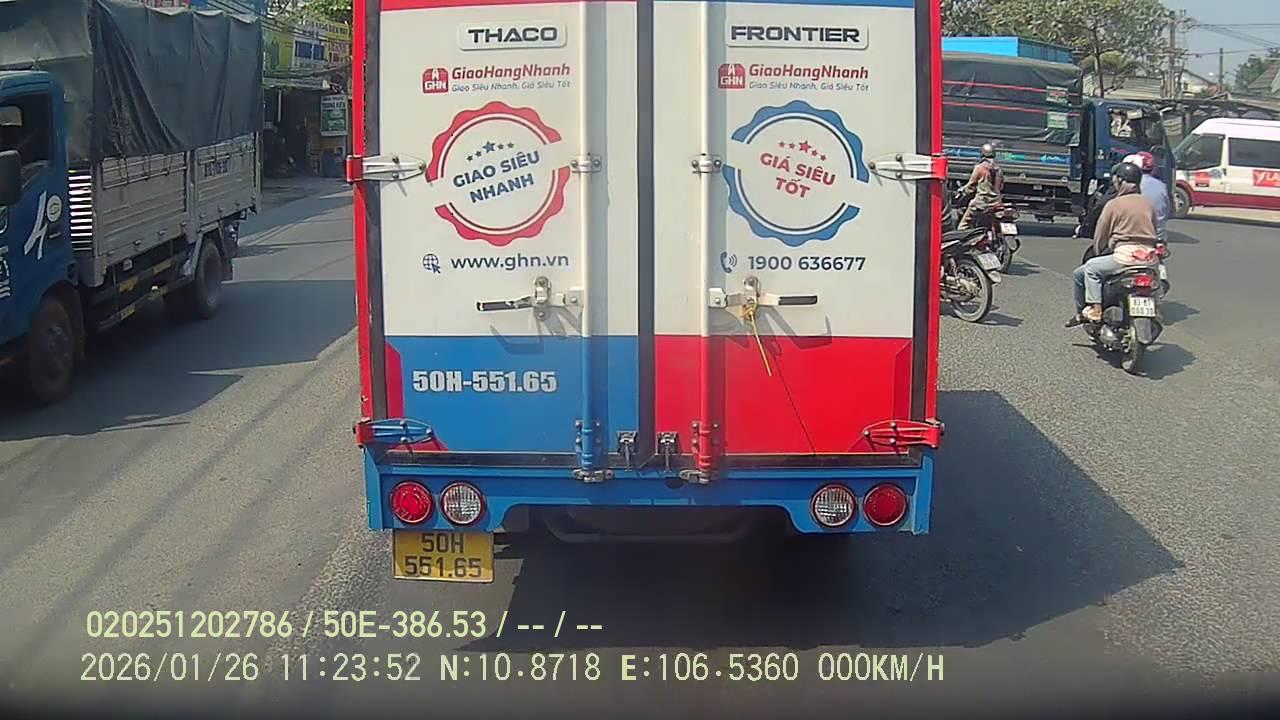 THACO
FRONTIER
GHN
GiaoHangNhanh
Giao Siêu Nhanh, Giá Siêu Tốt
GHN
GiaoHangNhanh
Giao Siêu Nhanh, Giá Siêu Tốt
GIAO SIÊU
NHANH
GIÁ SIÊU
TỐT
www.ghn.vn
1900 636677
50H-551.65
50H
551.65
020251202786 / 50E-386.53 / -- / --
2026/01/26 11:23:52 N:10.8718 E:106.5360 000KM/H